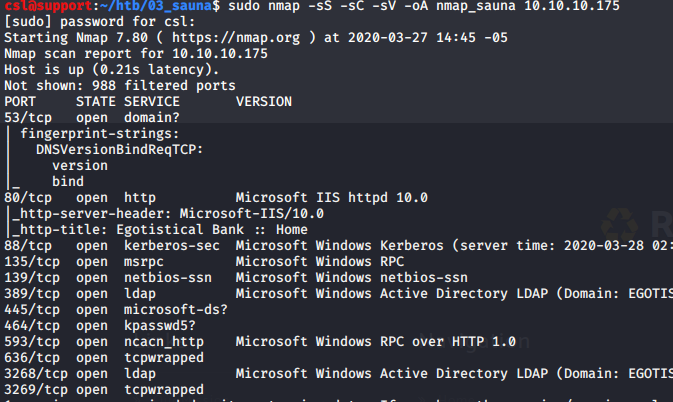 csl@support:~/htb/03_sauna$ sudo nmap -sS -sC -sV -oA nmap_sauna 10.10.10.175
[sudo] password for csl:
Starting Nmap 7.80 ( https://nmap.org ) at 2020-03-27 14:45 -05
Nmap scan report for 10.10.10.175
Host is up (0.21s latency).
Not shown: 988 filtered ports
PORT STATE SERVICE VERSION
53/tcp open domain?
| fingerprint-strings:
| DNSVersionBindReqTCP:
| version
|_ bind
80/tcp open http Microsoft IIS httpd 10.0
|_http-server-header: Microsoft-IIS/10.0
|_http-title: Egotistical Bank :: Home
88/tcp open kerberos-sec Microsoft Windows Kerberos (server time: 2020-03-28 02:
135/tcp open msrpc Microsoft Windows RPC
139/tcp open netbios-ssn Microsoft Windows netbios-ssn
389/tcp open ldap Microsoft Windows Active Directory LDAP (Domain: EGOTIS
445/tcp open microsoft-ds?
464/tcp open kpasswd5?
593/tcp open ncacn_http Microsoft Windows RPC over HTTP 1.0
636/tcp open tcpwrapped
3268/tcp open ldap Microsoft Windows Active Directory LDAP (Domain: EGOTIS
3269/tcp open tcpwrapped